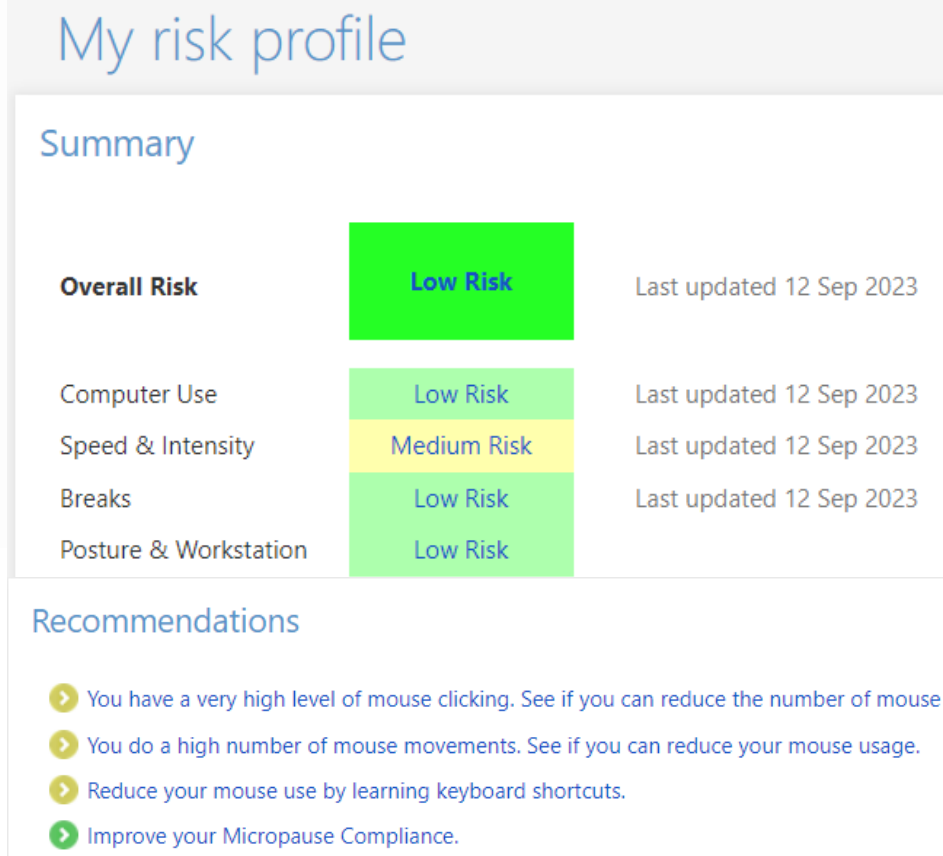 My risk profile
Summary
Overall Risk Low Risk Last updated 12 Sep 2023
Computer Use Low Risk Last updated 12 Sep 2023
Speed & Intensity Medium Risk Last updated 12 Sep 2023
Breaks Low Risk Last updated 12 Sep 2023
Posture & Workstation Low Risk
Recommendations
You have a very high level of mouse clicking. See if you can reduce the number of mouse
You do a high number of mouse movements. See if you can reduce your mouse usage.
Reduce your mouse use by learning keyboard shortcuts.
Improve your Micropause Compliance.